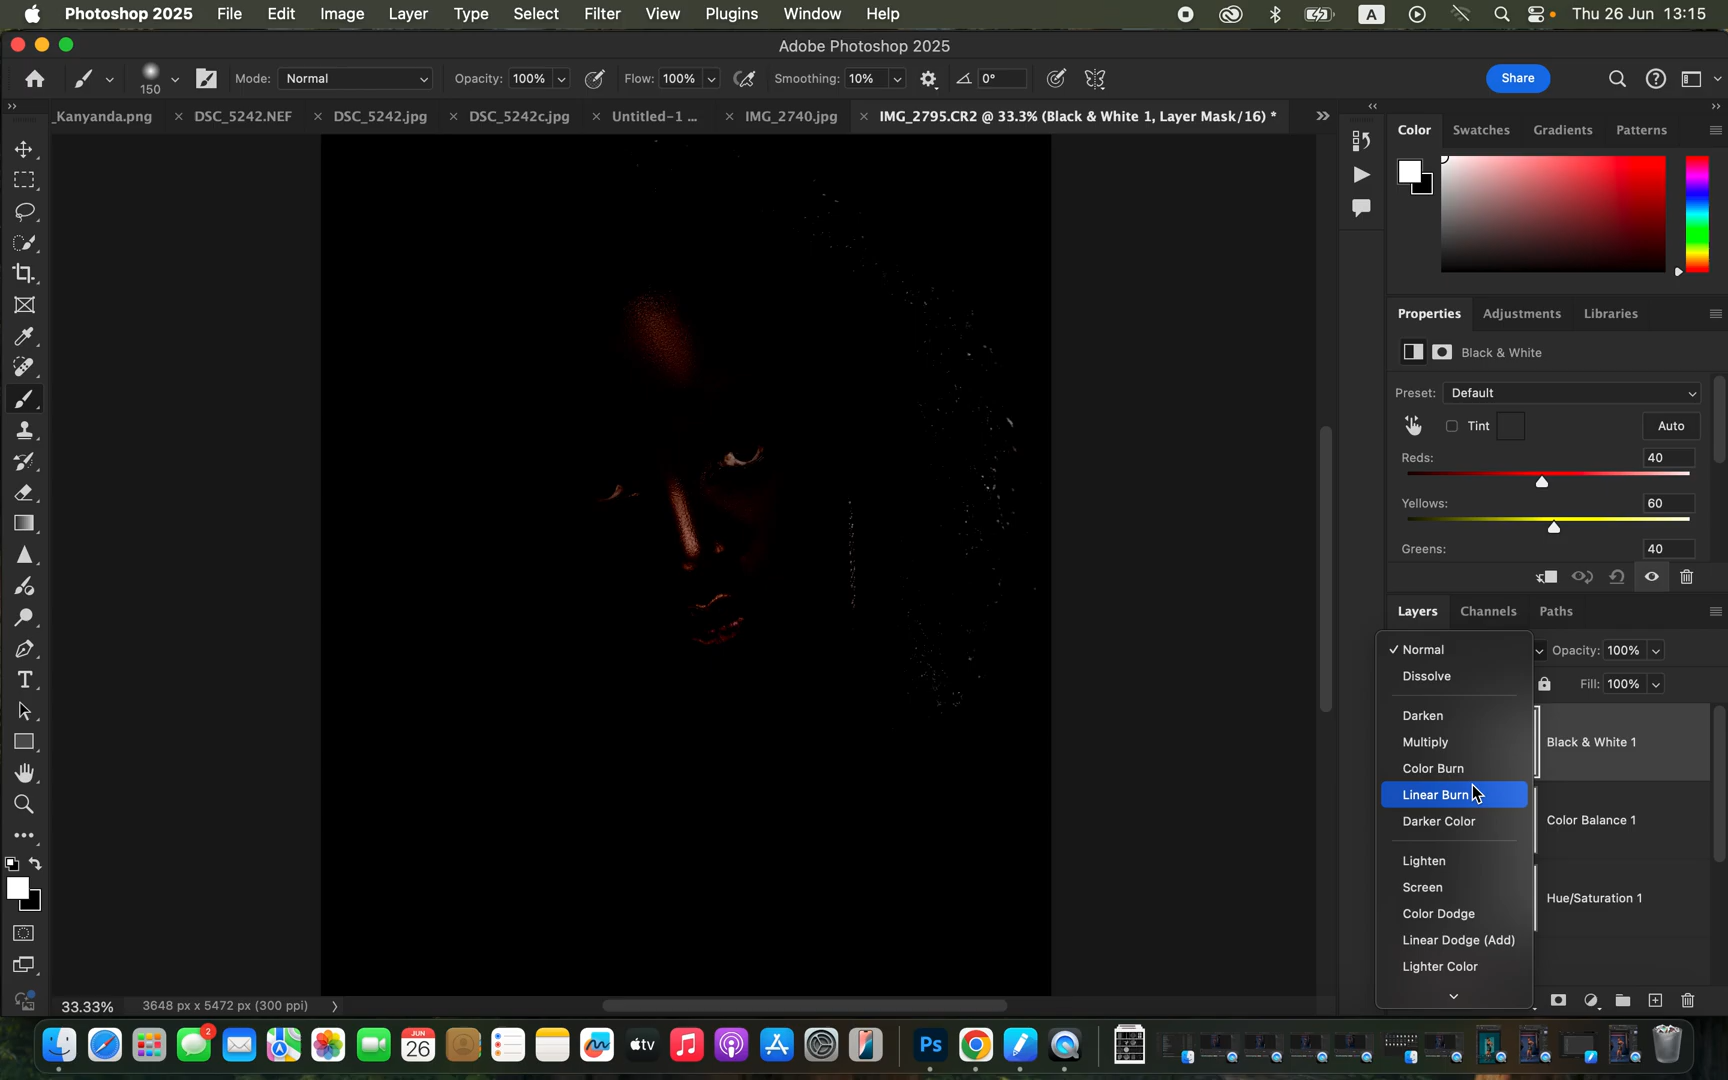 Photoshop 2025 File Edit Image Layer Type Select Filter View Plugins Window Help A Thu 26 Jun 13:15
Adobe Photoshop 2025
150 Mode: Normal Opacity: 100% Flow: 100% Smoothing: 10% 0° Share
_Kanyanda.png × DSC_5242.NEF × DSC_5242.jpg × DSC_5242c.jpg × Untitled-1 ... × IMG_2740.jpg × IMG_2795.CR2 @ 33.3% (Black & White 1, Layer Mask/16) *
Color Swatches Gradients Patterns
Properties Adjustments Libraries
Black & White
Preset: Default
Tint Auto
Reds: 40
Yellows: 60
Greens: 40
Layers Channels Paths
Normal
Opacity: 100%
Dissolve
Fill: 100%
Darken
Multiply
Color Burn
Linear Burn
Darker Color
Lighten
Screen
Color Dodge
Linear Dodge (Add)
Lighter Color
Black & White 1
Color Balance 1
Hue/Saturation 1
33.33% 3648 px x 5472 px (300 ppi)
2
JUN
26
tv
Ps